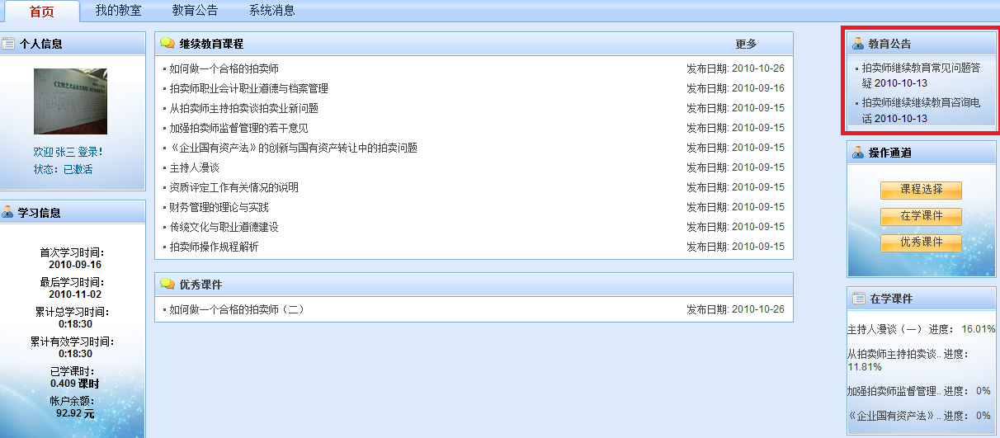 首页 我的教室 教育公告 系统消息
个人信息
欢迎 张三 登录!
状态：已激活
学习信息
首次学习时间:
2010-09-16
最后学习时间:
2010-11-02
累计总学习时间:
0:18:30
累计有效学习时间:
0:18:30
已学课时:
0.409 课时
帐户余额:
92.92 元
继续教育课程 更多
如何做一个合格的拍卖师 发布日期: 2010-10-26
拍卖师职业会计职业道德与档案管理 发布日期: 2010-09-16
从拍卖师主持拍卖谈拍卖业新问题 发布日期: 2010-09-15
加强拍卖师监督管理的若干意见 发布日期: 2010-09-15
《企业国有资产法》的创新与国有资产转让中的拍卖问题 发布日期: 2010-09-15
主持人漫谈 发布日期: 2010-09-15
资质评定工作有关情况的说明 发布日期: 2010-09-15
财务管理的理论与实践 发布日期: 2010-09-15
传统文化与职业道德建设 发布日期: 2010-09-15
拍卖师操作规程解析 发布日期: 2010-09-15
优秀课件
如何做一个合格的拍卖师（二） 发布日期: 2010-10-26
教育公告
拍卖师继续教育常见问题答
疑 2010-10-13
拍卖师继续继续教育咨询电
话 2010-10-13
操作通道
课程选择
在学课件
优秀课件
在学课件
主持人漫谈（一） 进度： 16.01%
从拍卖师主持拍卖谈.. 进度：
11.81%
加强拍卖师监督管理.. 进度： 0%
《企业国有资产法》.. 进度： 0%